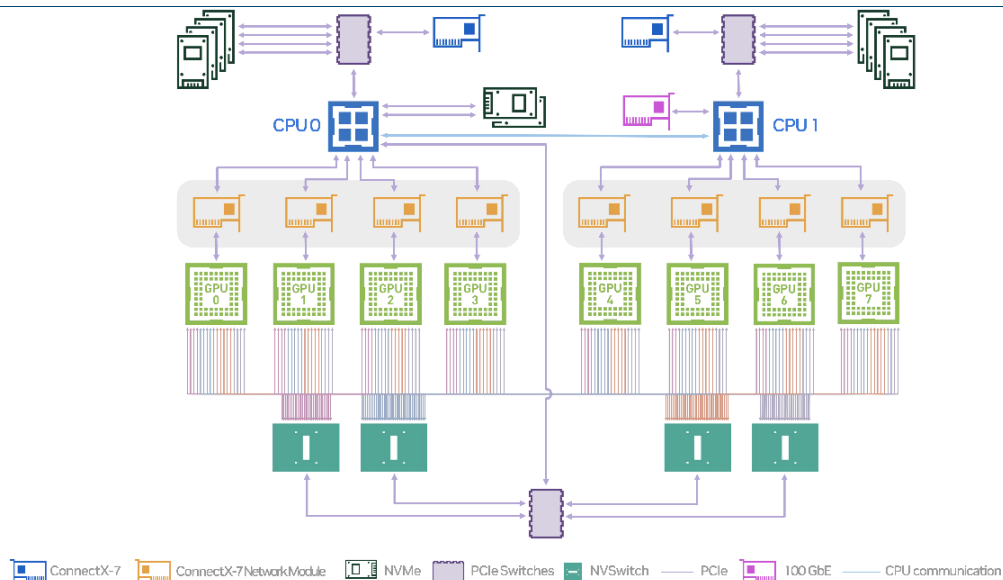 CPU 0
CPU 1
GPU 0
GPU 1
GPU 2
GPU 3
GPU 4
GPU 5
GPU 6
GPU 7
ConnectX-7
ConnectX-7 Network Module
NVMe
PCIe Switches
NVSwitch
PCIe
100 GbE
CPU communication